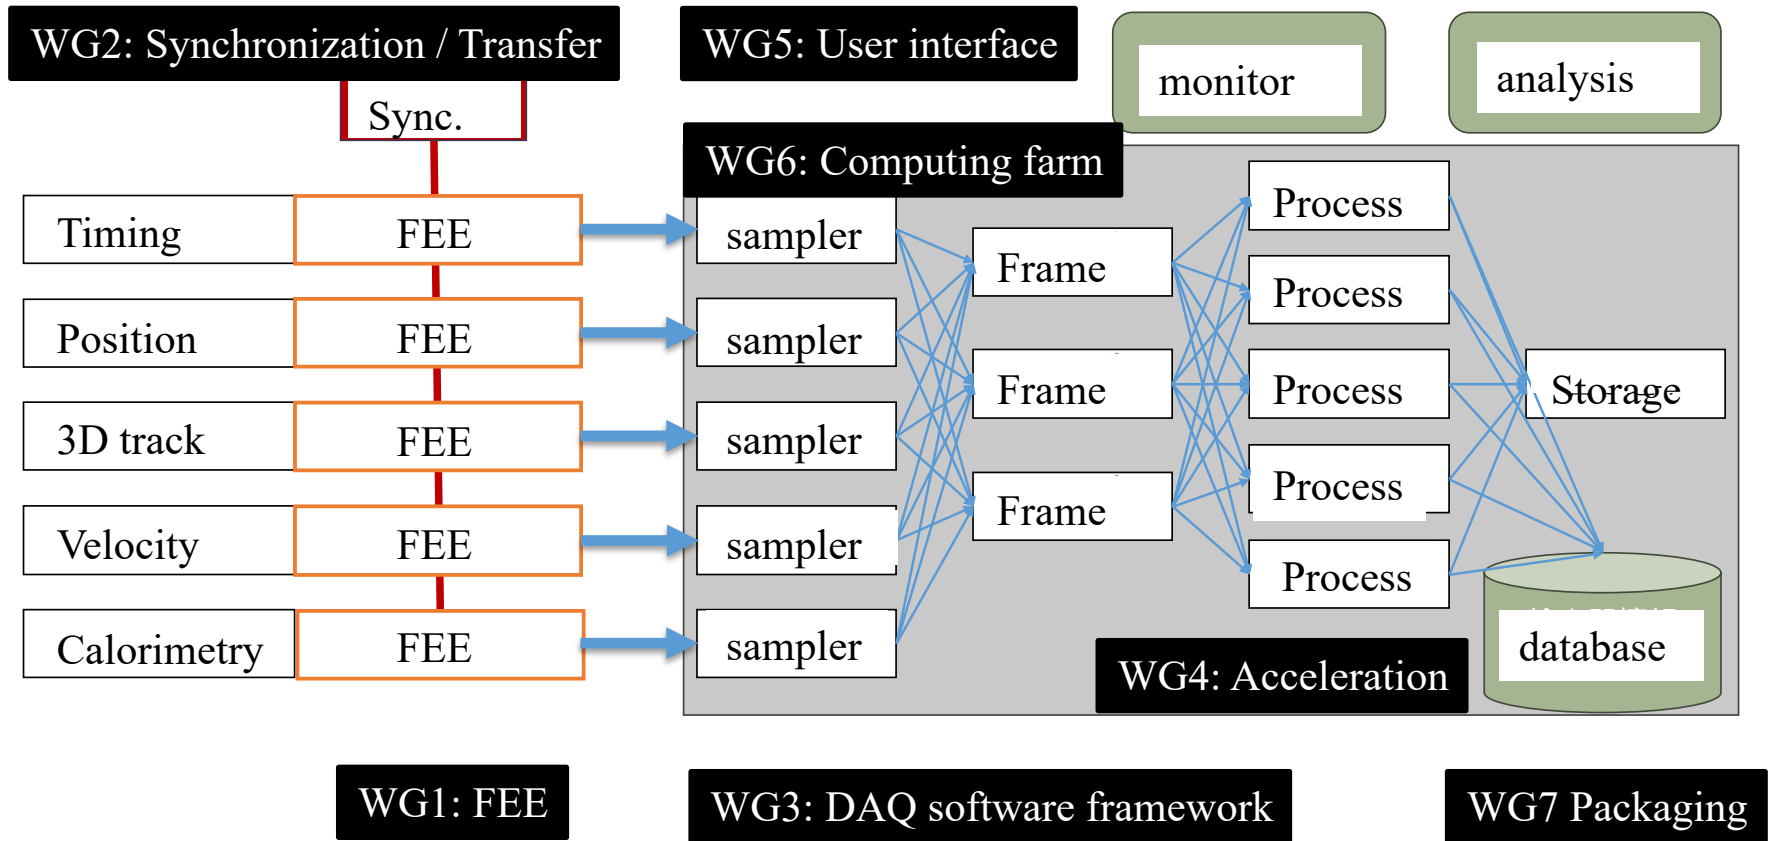 WG2: Synchronization / Transfer
WG5: User interface
monitor
analysis
Sync.
WG6: Computing farm
Timing
FEE
sampler
Position
FEE
sampler
3D track
FEE
sampler
Velocity
FEE
sampler
Calorimetry
FEE
sampler
Frame
Frame
Frame
Process
Process
Process
Process
Process
Storage
database
WG4: Acceleration
WG1: FEE
WG3: DAQ software framework
WG7 Packaging